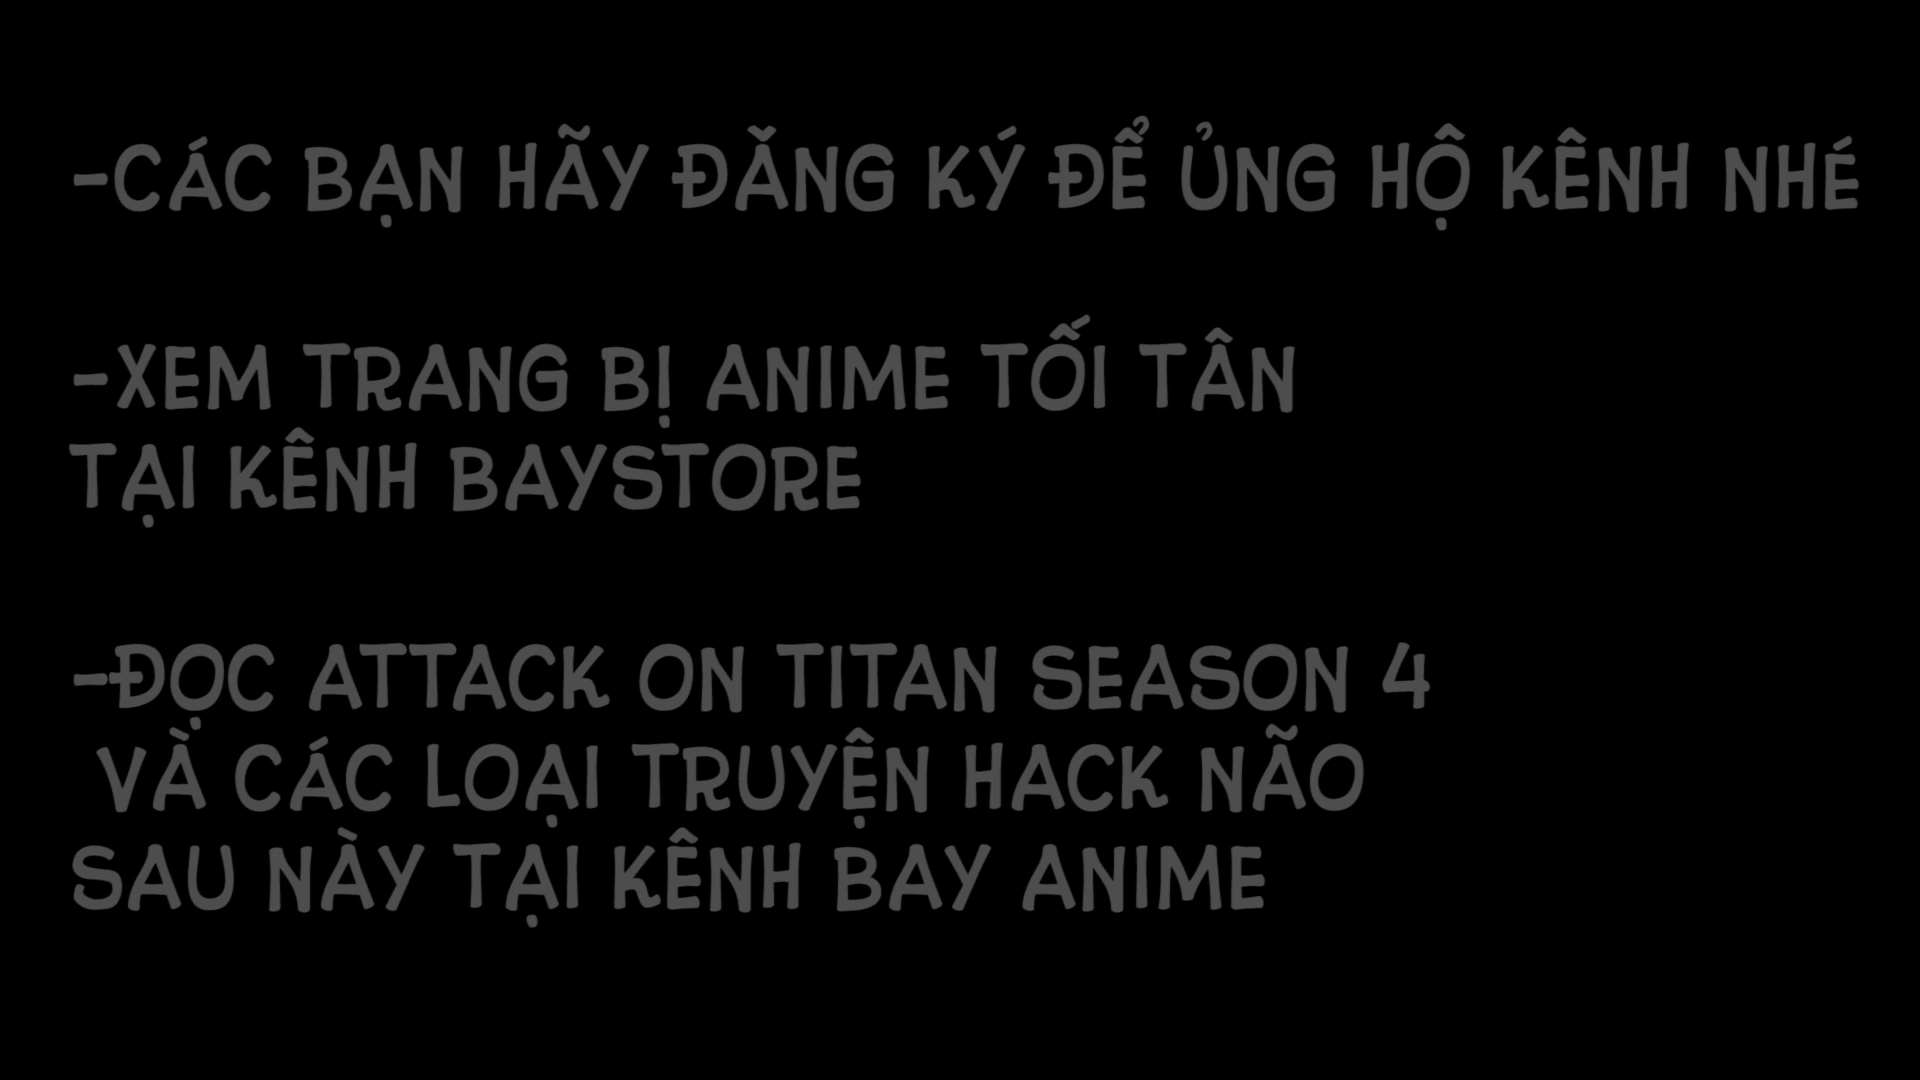 -CÁC BẠN HÃY ĐĂNG KÝ ĐỂ ỦNG HỘ KÊNH NHÉ
-XEM TRANG BỊ ANIME TỐI TÂN
TẠI KÊNH BAYSTORE
-ĐỌC ATTACK ON TITAN SEASON 4
VÀ CÁC LOẠI TRUYỆN HACK NÃO
SAU NÀY TẠI KÊNH BAY ANIME